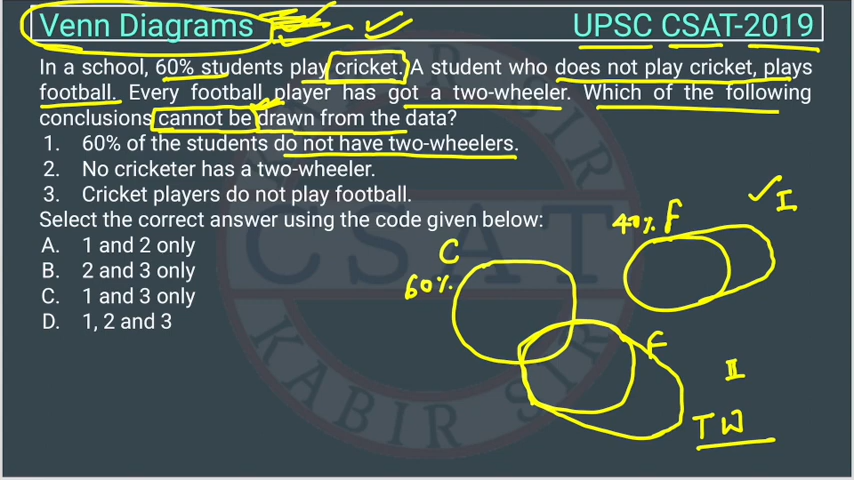 Venn Diagrams
UPSC CSAT-2019
In a school, 60% students play cricket. A student who does not play cricket, plays
football. Every football player has got a two-wheeler. Which of the following
conclusions cannot be drawn from the data?
1. 60% of the students do not have two-wheelers.
2. No cricketer has a two-wheeler.
3. Cricket players do not play football.
Select the correct answer using the code given below:
A. 1 and 2 only
B. 2 and 3 only
C. 1 and 3 only
D. 1, 2 and 3
40% F
I
C
60%
F
II
TW
CSAT
KABIR SIR